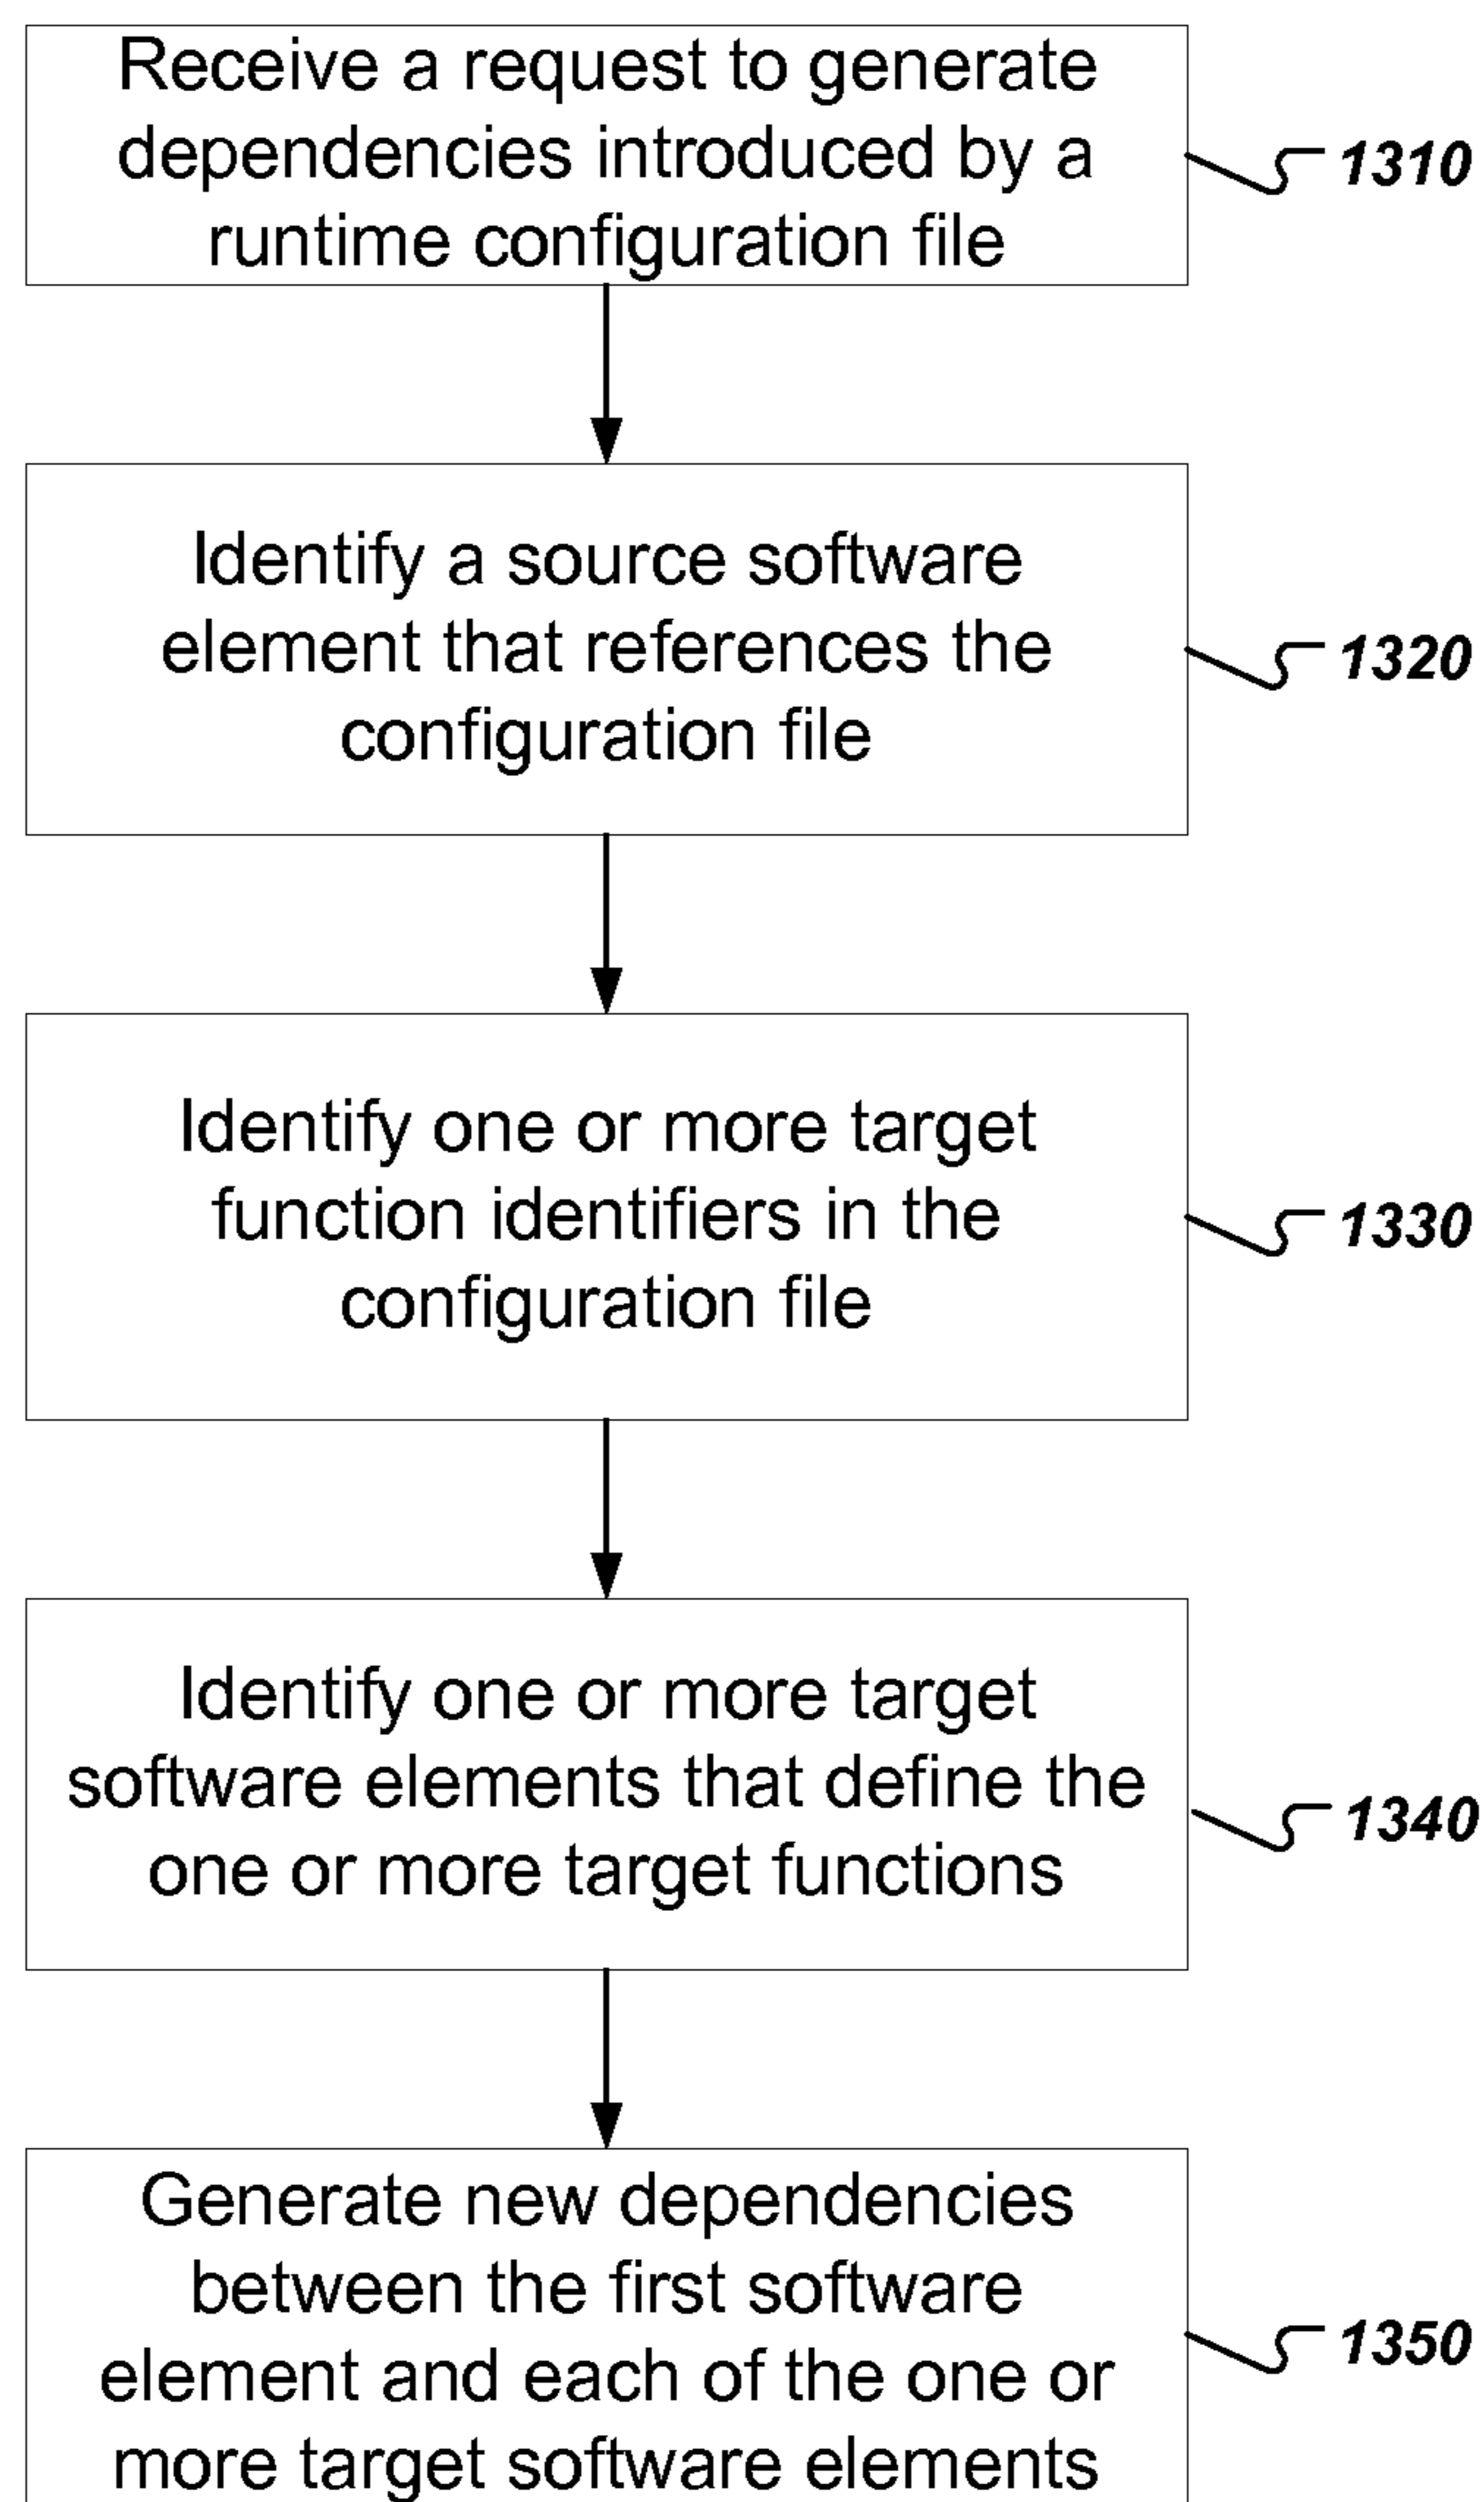 Receive a request to generate
dependencies introduced by a
runtime configuration file
1310
Identify a source software
element that references the
configuration file
1320
Identify one or more target
function identifiers in the
configuration file
1330
Identify one or more target
software elements that define the
one or more target functions
1340
Generate new dependencies
between the first software
element and each of the one or
more target software elements
1350